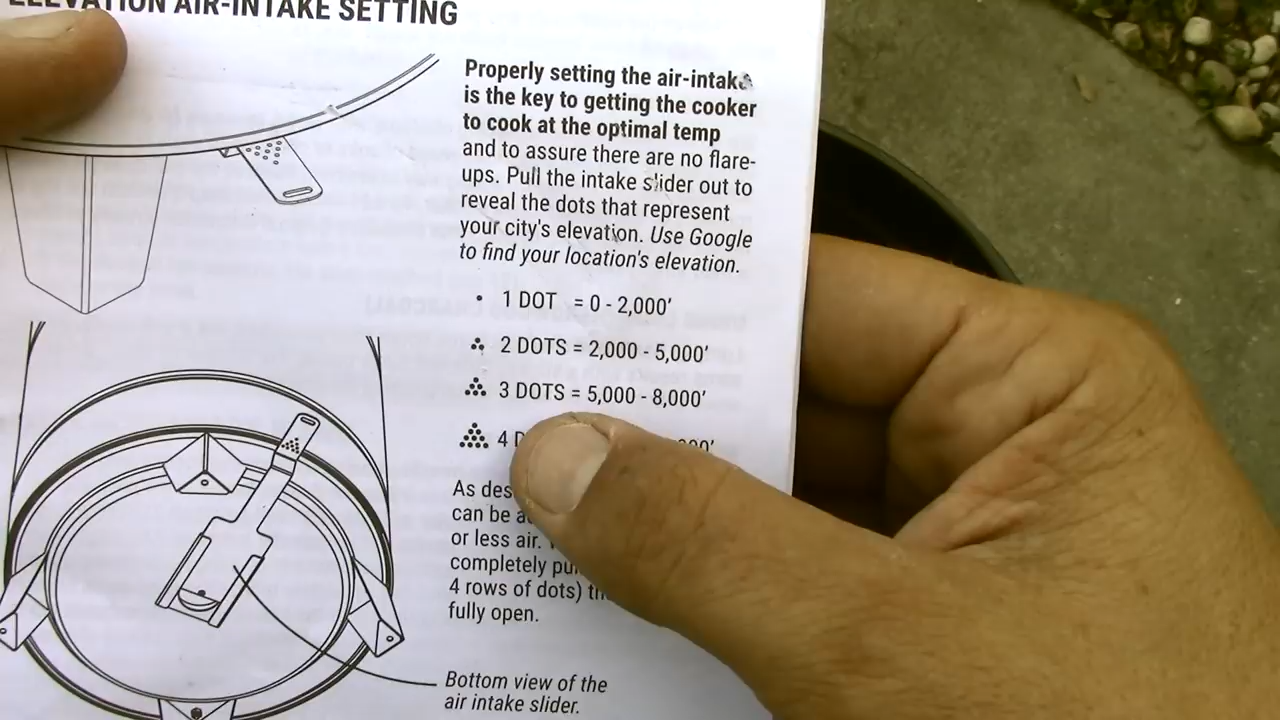 ELEVATION AIR-INTAKE SETTING
Properly setting the air-intake
is the key to getting the cooker
to cook at the optimal temp
and to assure there are no flare-
ups. Pull the intake slider out to
reveal the dots that represent
your city's elevation. Use Google
to find your location's elevation.
• 1 DOT = 0 - 2,000'
2 DOTS = 2,000 - 5,000'
3 DOTS = 5,000 - 8,000'
4
As
can be
or less air.
completely
4 rows of dots)
fully open.
Bottom view of the
air intake slider.